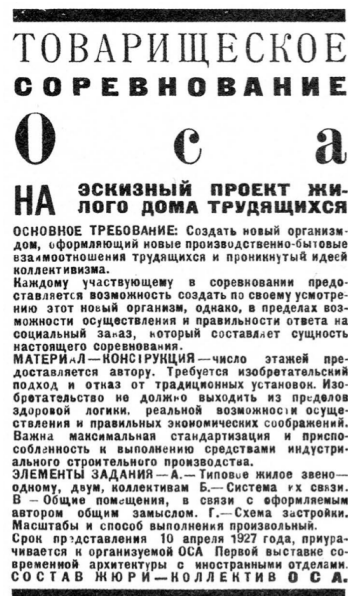 ТОВАРИЩЕСКОЕ
СОРЕВНОВАНИЕ
Оса
НА ЭСКИЗНЫЙ ПРОЕКТ ЖИ-
ЛОГО ДОМА ТРУДЯЩИХСЯ
ОСНОВНОЕ ТРЕБОВАНИЕ: Создать новый организм-
дом, оформляющий новые производственно-бытовые
взаимоотношения трудящихся и проникнутый идеей
коллективизма.
Каждому участвующему в соревновании предо-
ставляется возможность создать по своему усмотре-
нию этот новый организм, однако, в пределах воз-
можности осуществления и правильности ответа на
социальный заказ, который составляет сущность
настоящего соревнования.
МАТЕРИАЛ—КОНСТРУКЦИЯ—число этажей пре-
доставляется автору. Требуется изобретательский
подход и отказ от традиционных установок. Изо-
бретательство не должно выходить из пределов
здоровой логики, реальной возможности осуще-
ствления и правильных экономических соображений.
Важна максимальная стандартизация и приспо-
собленность к выполнению средствами индустри-
ального строительного производства.
ЭЛЕМЕНТЫ ЗАДАНИЯ—А.—Типовое жилое звено—
одному, двум, коллективам Б.—Система их связи.
В—Общие помещения, в связи с оформляемым
автором общим замыслом. Г.—Схема застройки.
Масштабы и способ выполнения произвольный.
Срок представления 10 апреля 1927 года, приура-
чивается к организуемой ОСА Первой выставке со-
временной архитектуры с иностранными отделами.
СОСТАВ ЖЮРИ—КОЛЛЕКТИВ ОСА.